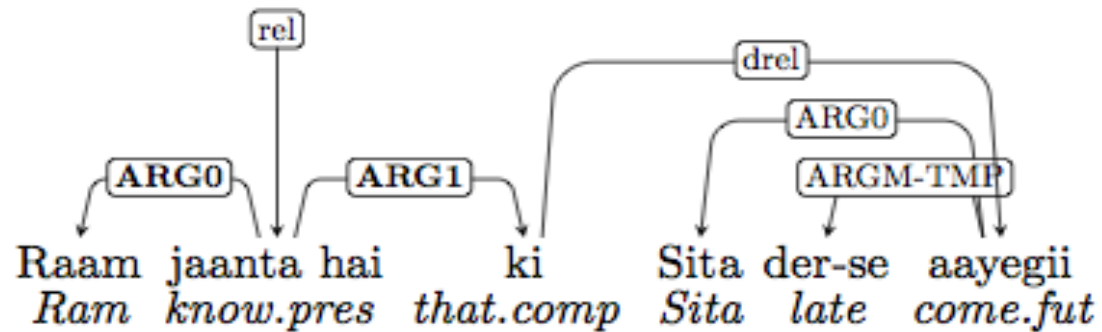 rel
drel
ARG0
ARG0 ARG1 ARGM-TMP
Raam jaanta hai ki Sita der-se aayegii
Ram know.pres that.comp Sita late come.fut